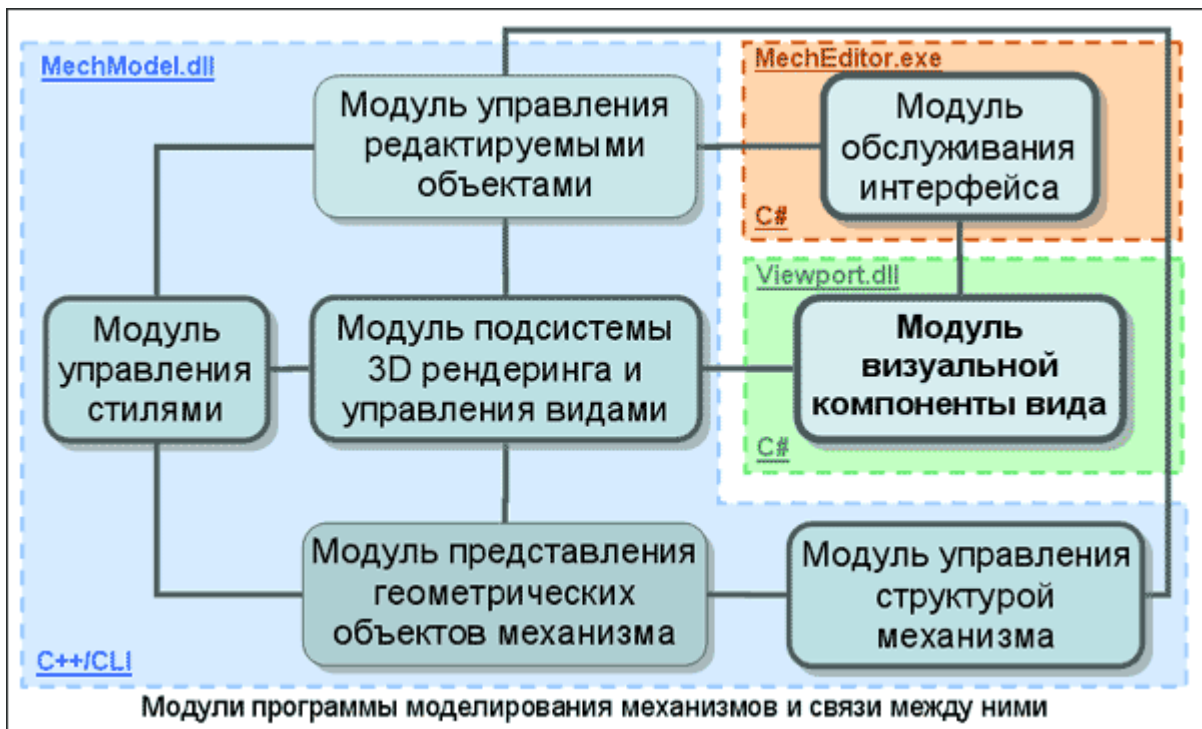 MechModel.dll
Модуль управления
редактируемыми
объектами
MechEditor.exe
Модуль
обслуживания
интерфейса
C#
Viewport.dll
Модуль
визуальной
компоненты вида
C#
Модуль
управления
стилями
Модуль подсистемы
3D рендеринга и
управления видами
Модуль представления
геометрических
объектов механизма
Модуль управления
структурой
механизма
C++/CLI
Модули программы моделирования механизмов и связи между ними